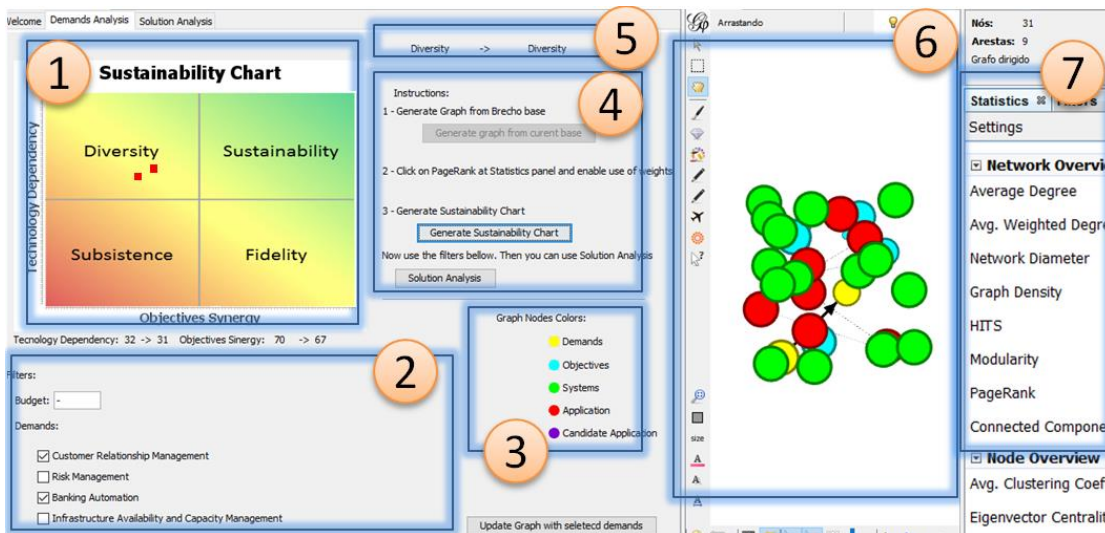 Welcome Demands Analysis Solution Analysis
1
Sustainability Chart
Technology Dependency
Diversity
Sustainability
Subsistence
Fidelity
Objectives Synergy
Tecnology Dependency: 32 -> 31 Objectives Sinergy: 70 -> 67
2
Filters:
Budget: -
Demands:
Customer Relationship Management
Risk Management
Banking Automation
Infrastructure Availability and Capacity Management
5
Diversity -> Diversity
4
Instructions:
1 - Generate Graph from Brecho base
Generate graph from curent base
2 - Click on PageRank at Statistics panel and enable use of weights
3 - Generate Sustainability Chart
Generate Sustainability Chart
Now use the filters bellow. Then you can use Solution Analysis
Solution Analysis
3
Graph Nodes Colors:
Demands
Objectives
Systems
Application
Candidate Application
Update Graph with seletecd demands
6
Arrastando
size
A
A
A
Nós: 31
Arestas: 9
Grafo dirigido
7
Statistics
Settings
Network Overvi
Average Degree
Avg. Weighted Degr
Network Diameter
Graph Density
HITS
Modularity
PageRank
Connected Compone
Node Overview
Avg. Clustering Coef
Eigenvector Centralit